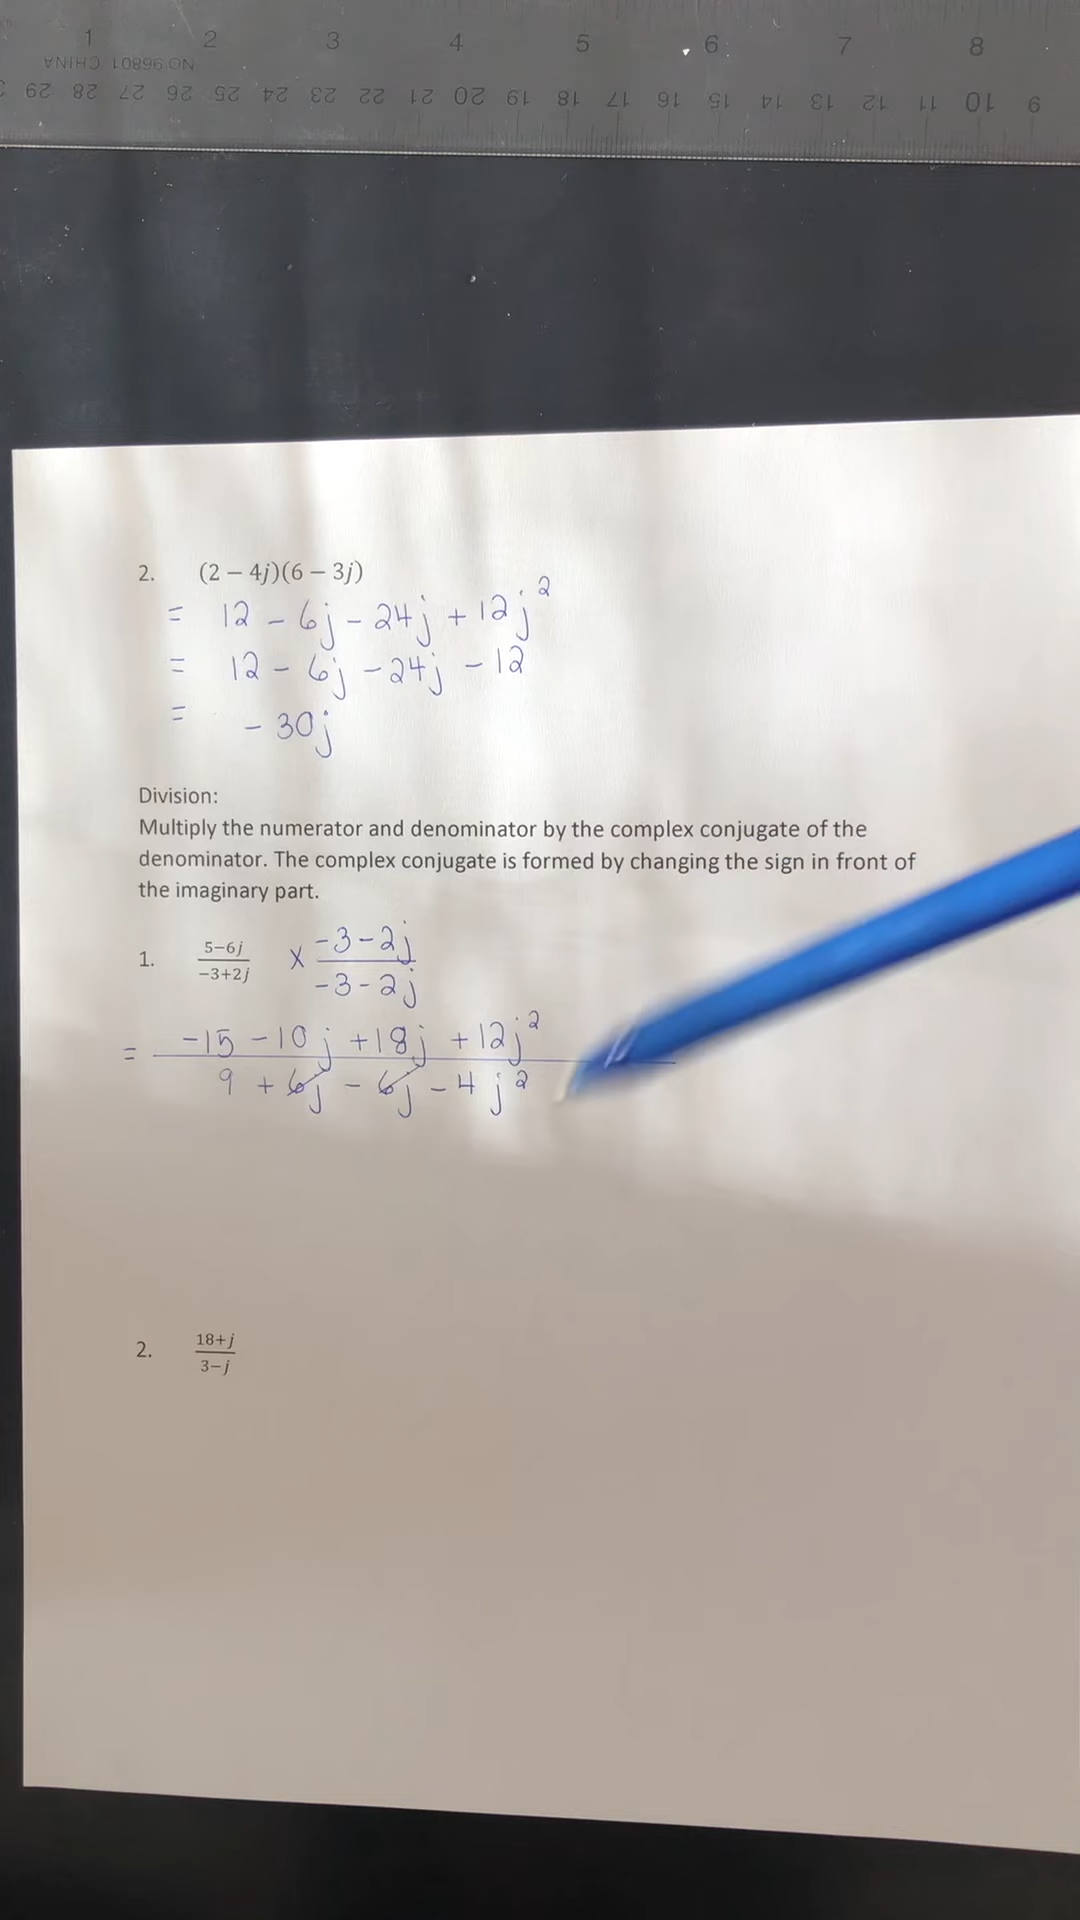 1 2 3 4 5 6 7 8
NO.96801 CHINA
29 28 27 26 25 24 23 22 21 20 19 18 17 16 15 14 13 12 11 10 9
2. (2 – 4j)(6 – 3j)
= 12 - 6j - 24j + 12j²
= 12 - 6j - 24j - 12
= - 30j
Division:
Multiply the numerator and denominator by the complex conjugate of the
denominator. The complex conjugate is formed by changing the sign in front of
the imaginary part.
1. 5−6j / −3+2j × -3-2j / -3-2j
= -15 - 10j + 18j + 12j² / 9 + 6j - 6j - 4j²
2. 18+j / 3−j